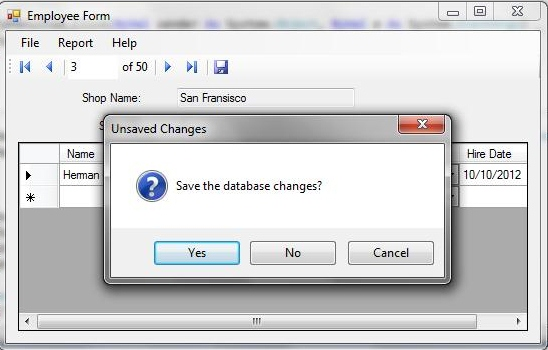 Employee Form
File Report Help
3 of 50
Shop Name: San Fransisco
Unsaved Changes
Name Hire Date
Herman 10/10/2012
Save the database changes?
Yes No Cancel